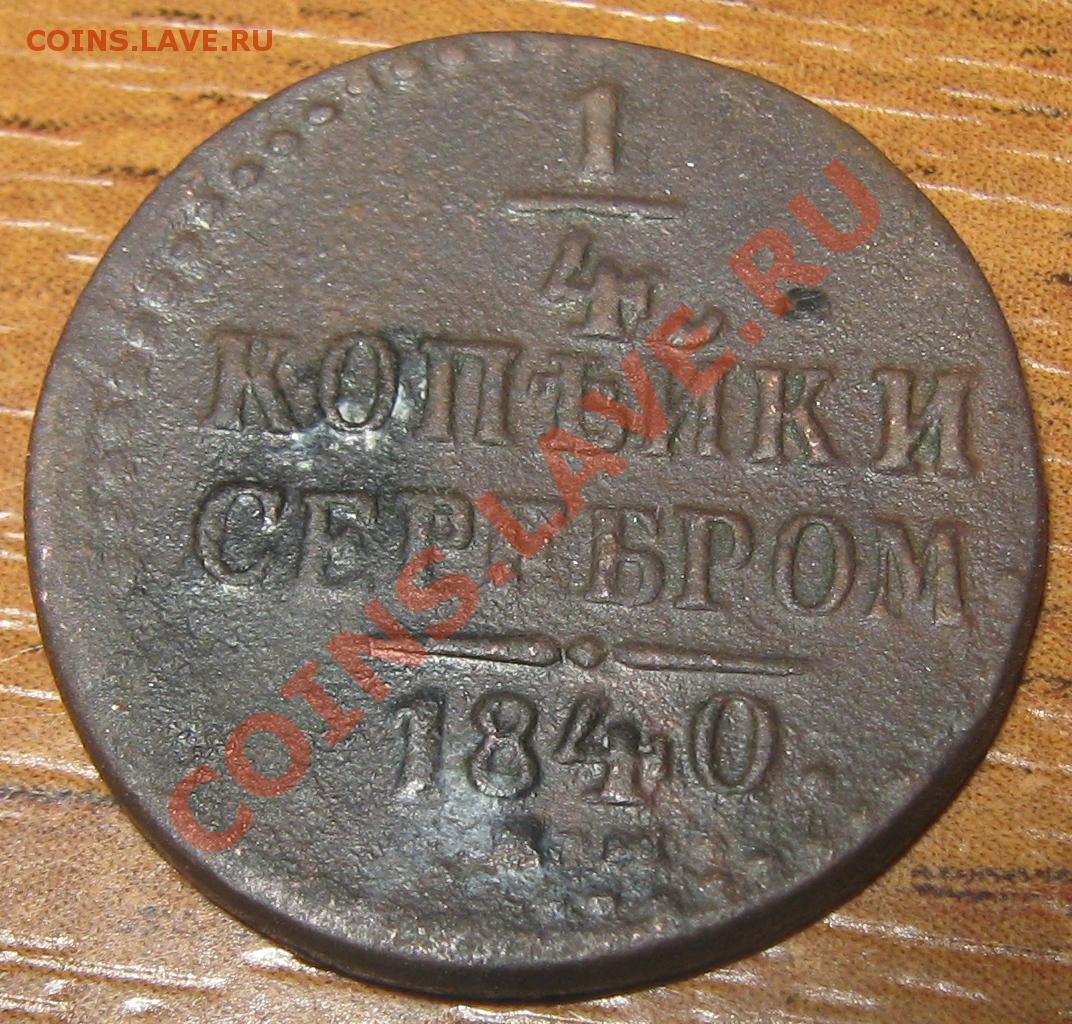 COINS.LAVE.RU
1
4
КОПѢЙКИ
СЕРЕБРОМ
1840.
COINS.LAVE.RU